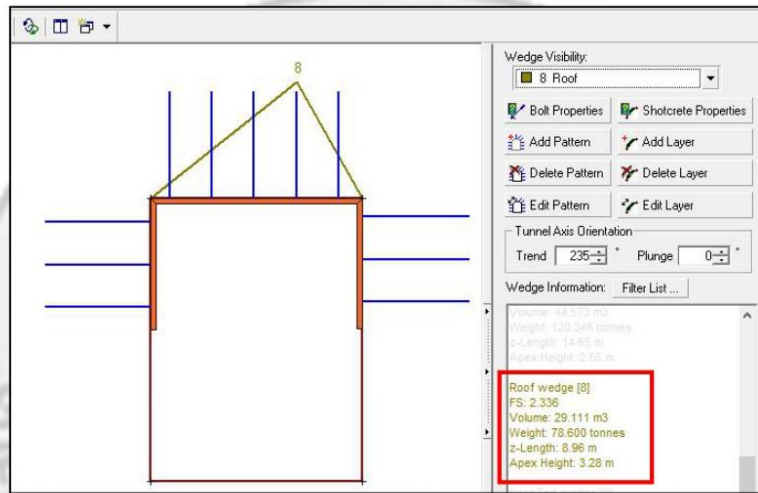 8
Wedge Visibility:
8 Roof
Bolt Properties
Shotcrete Properties
Add Pattern
Add Layer
Delete Pattern
Delete Layer
Edit Pattern
Edit Layer
Tunnel Axis Orientation
Trend 235 ° Plunge 0 °
Wedge Information: Filter List ...
Volume: 44.573 m3
Weight: 120.346 tonnes
z-Length: 14.65 m
Apex Height: 2.55 m
Roof wedge [8]
FS: 2.336
Volume: 29.111 m3
Weight: 78.600 tonnes
z-Length: 8.96 m
Apex Height: 3.28 m